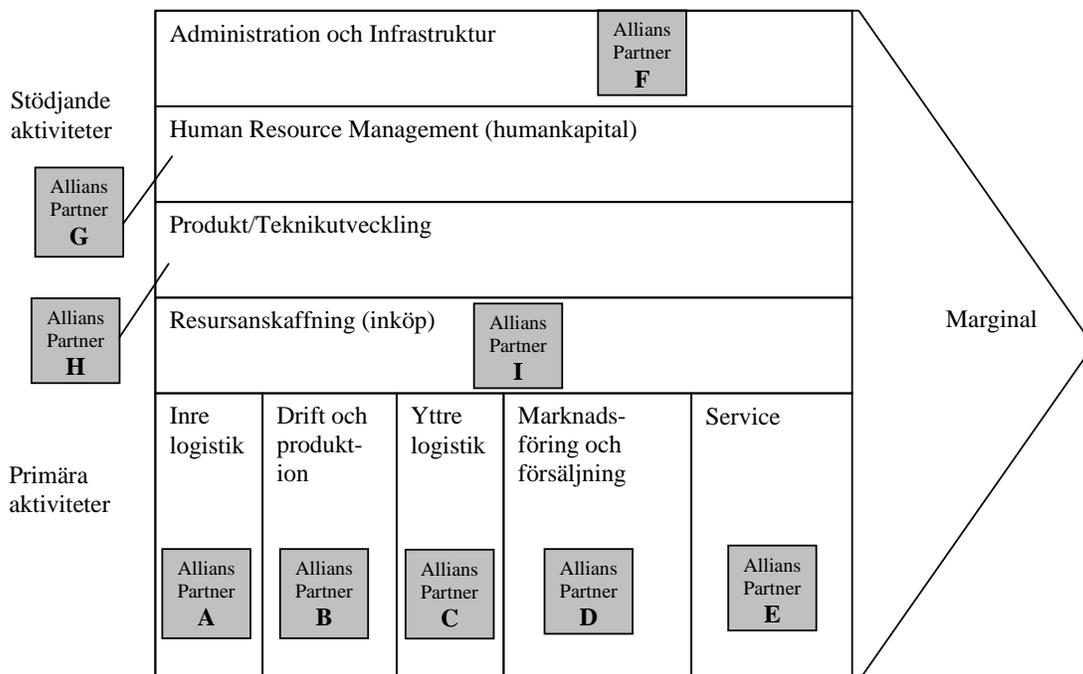 Administration och Infrastruktur
Allians
Partner
F
Stödjande
aktiviteter
Human Resource Management (humankapital)
Allians
Partner
G
Produkt/Teknikutveckling
Allians
Partner
H
Resursanskaffning (inköp)
Allians
Partner
I
Marginal
Primära
aktiviteter
Inre
logistik
Drift och
produkt-
ion
Yttre
logistik
Marknads-
föring och
försäljning
Service
Allians
Partner
A
Allians
Partner
B
Allians
Partner
C
Allians
Partner
D
Allians
Partner
E